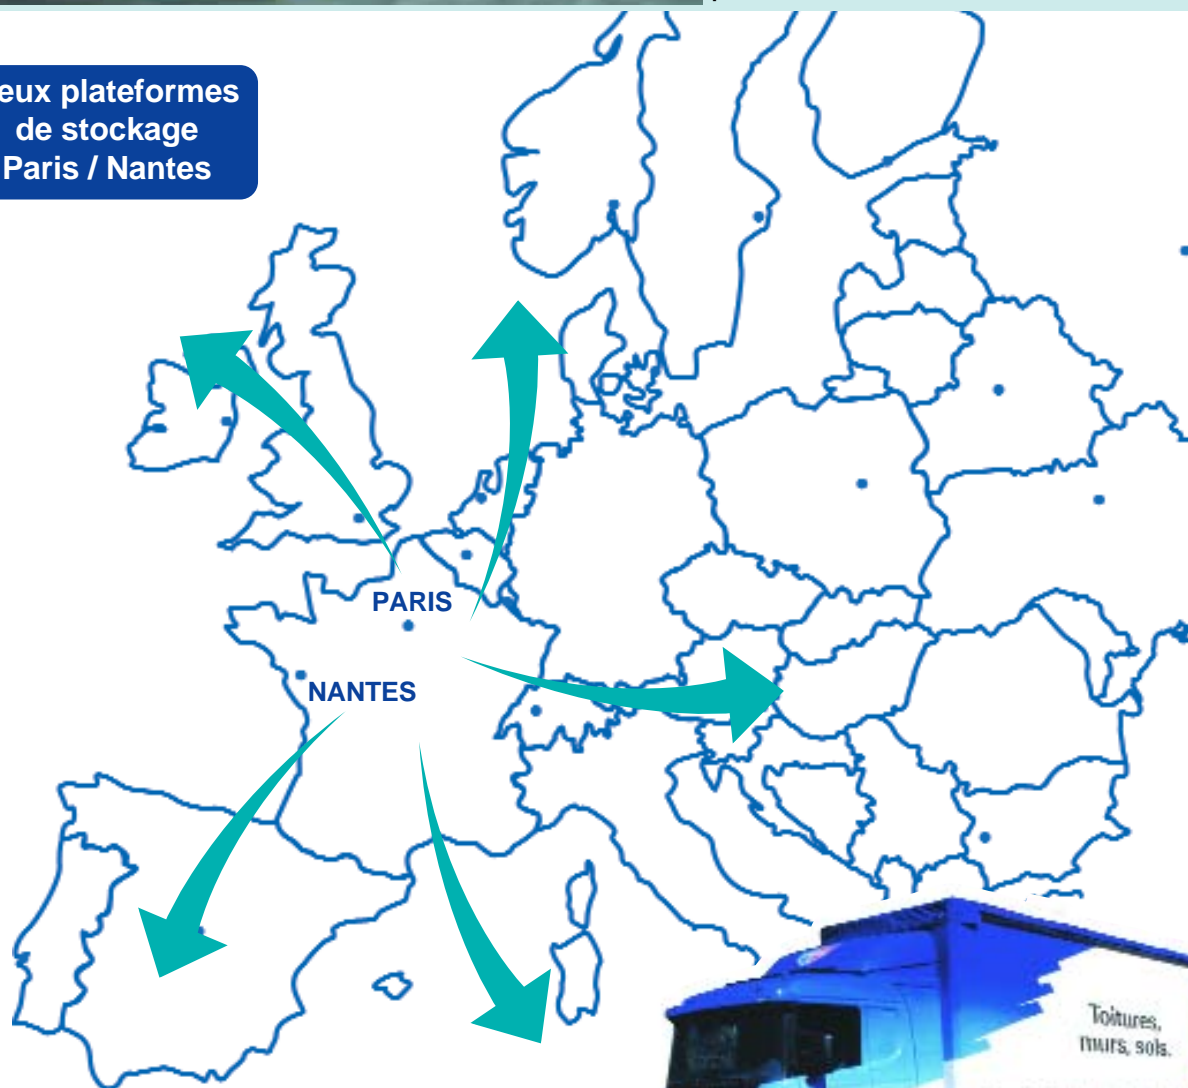 eux plateformes
de stockage
Paris / Nantes
PARIS
NANTES
Toitures,
murs, sols.